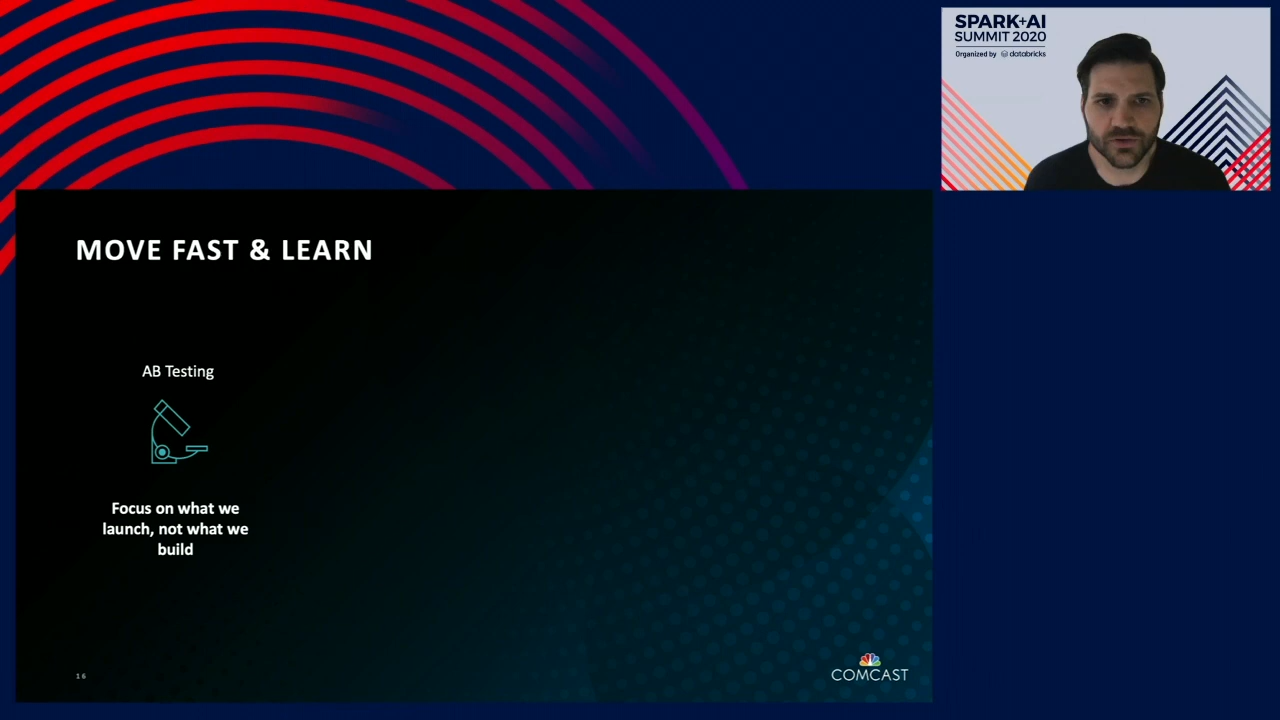 SPARK+AI
SUMMIT 2020
Organized by databricks
MOVE FAST & LEARN
AB Testing
Focus on what we
launch, not what we
build
16
COMCAST